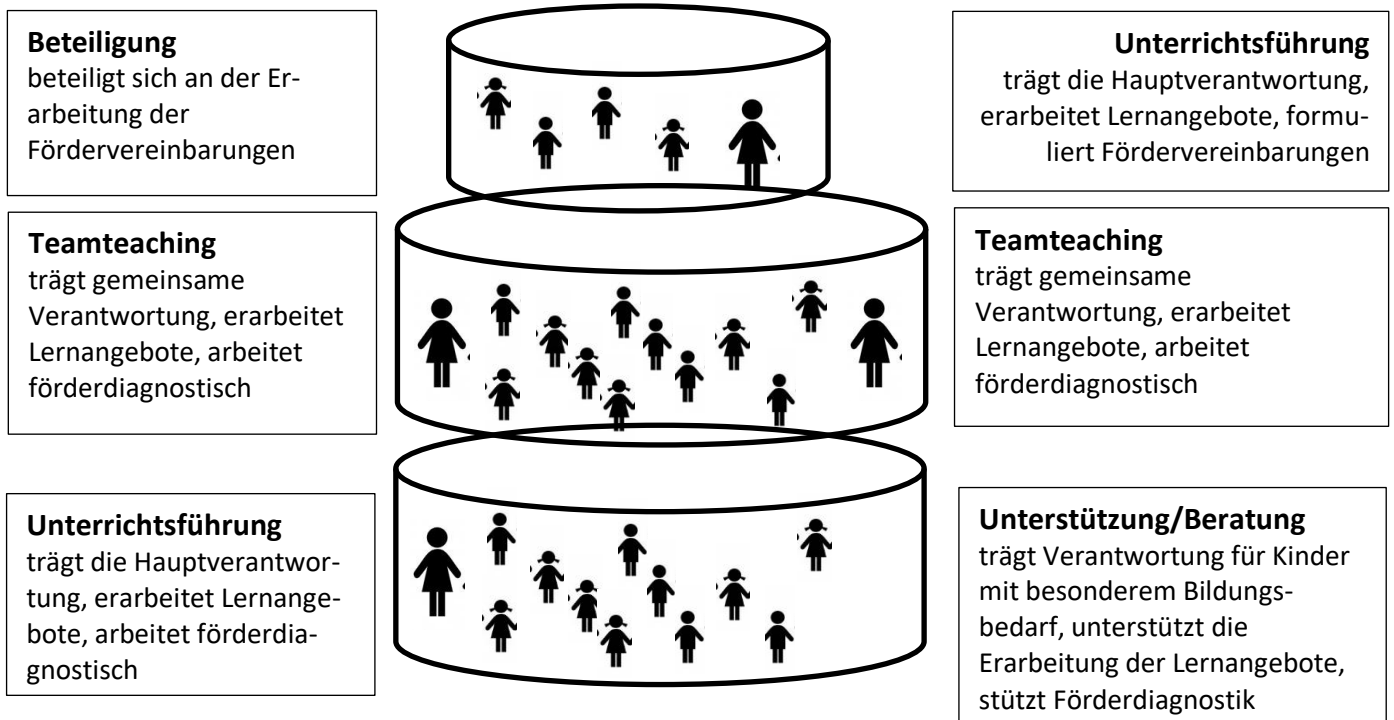 Beteiligung
beteiligt sich an der Er-
arbeitung der
Fördervereinbarungen
Unterrichtsführung
trägt die Hauptverantwortung,
erarbeitet Lernangebote, formu-
liert Fördervereinbarungen
Teamteaching
trägt gemeinsame
Verantwortung, erarbeitet
Lernangebote, arbeitet
förderdiagnostisch
Teamteaching
trägt gemeinsame
Verantwortung, erarbeitet
Lernangebote, arbeitet
förderdiagnostisch
Unterrichtsführung
trägt die Hauptverantwor-
tung, erarbeitet Lernange-
bote, arbeitet förderdia-
gnostisch
Unterstützung/Beratung
trägt Verantwortung für Kinder
mit besonderem Bildungs-
bedarf, unterstützt die
Erarbeitung der Lernangebote,
stützt Förderdiagnostik